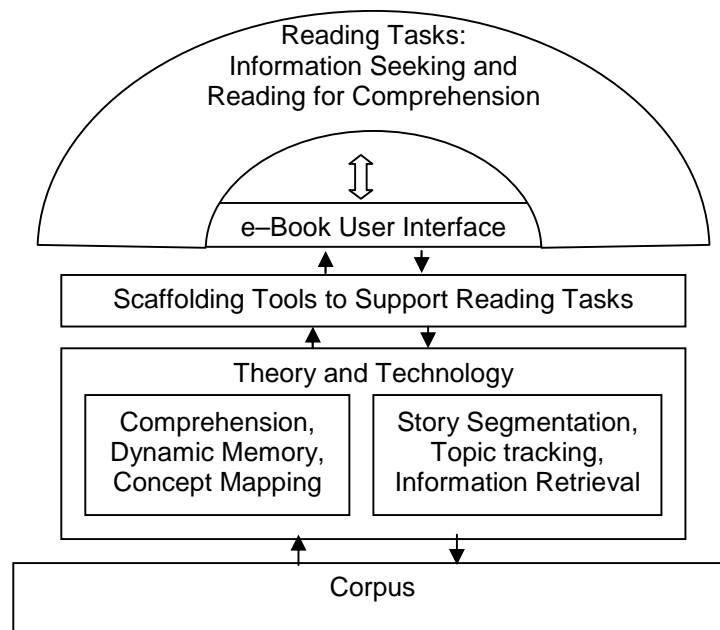 Reading Tasks:
Information Seeking and
Reading for Comprehension
e–Book User Interface
Scaffolding Tools to Support Reading Tasks
Theory and Technology
Comprehension,
Dynamic Memory,
Concept Mapping
Story Segmentation,
Topic tracking,
Information Retrieval
Corpus